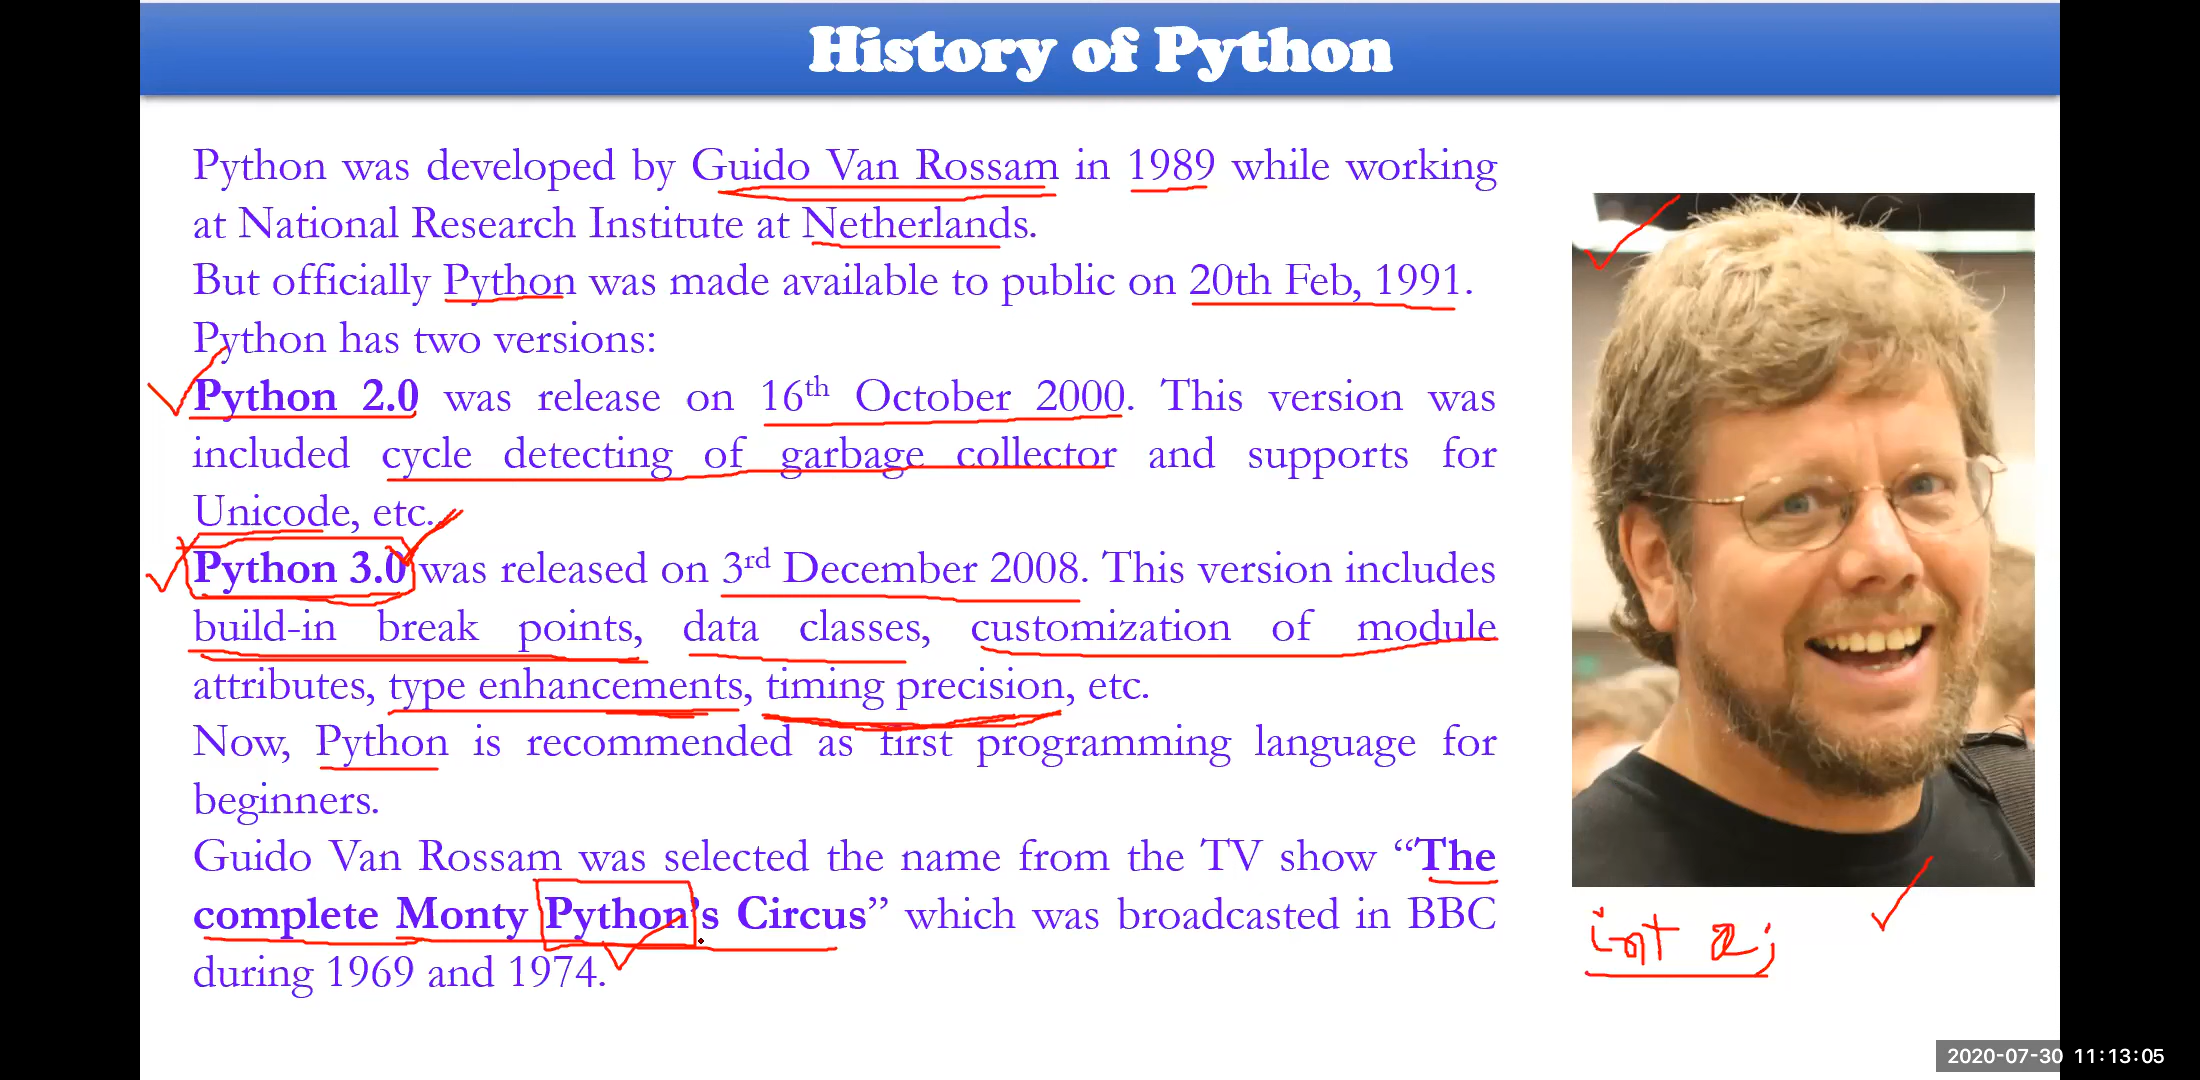 History of Python
Python was developed by Guido Van Rossam in 1989 while working
at National Research Institute at Netherlands.
But officially Python was made available to public on 20th Feb, 1991.
Python has two versions:
Python 2.0 was release on 16th October 2000. This version was
included cycle detecting of garbage collector and supports for
Unicode, etc.
Python 3.0 was released on 3rd December 2008. This version includes
build-in break points, data classes, customization of module
attributes, type enhancements, timing precision, etc.
Now, Python is recommended as first programming language for
beginners.
Guido Van Rossam was selected the name from the TV show “The
complete Monty Python's Circus” which was broadcasted in BBC
during 1969 and 1974.
int
2020-07-30 11:13:05